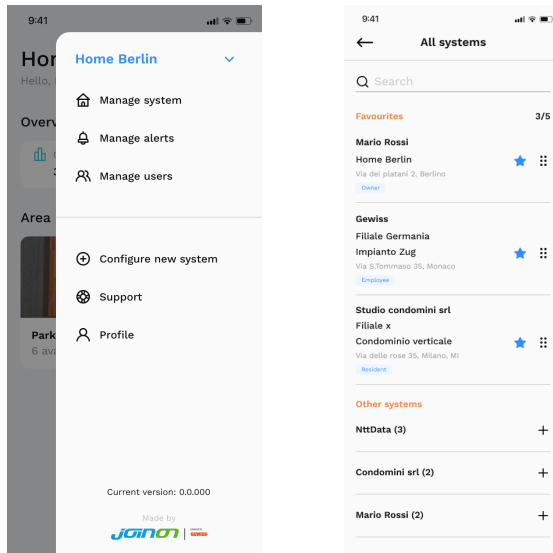 9:41
Hor
Hello,
Home Berlin
Manage system
Overv
Manage alerts
Manage users
Area
Configure new system
Support
Park
6 ava
Profile
Current version: 0.0.000
Made by
JOINON
9:41
All systems
Search
Favourites 3/5
Mario Rossi
Home Berlin
Via dei platani 2, Berlino
Owner
Gewiss
Filiale Germania
Impianto Zug
Via S.Tommaso 35, Monaco
Employee
Studio condomini srl
Filiale x
Condominio verticale
Via delle rose 35, Milano, MI
Resident
Other systems
NttData (3)
Condomini srl (2)
Mario Rossi (2)